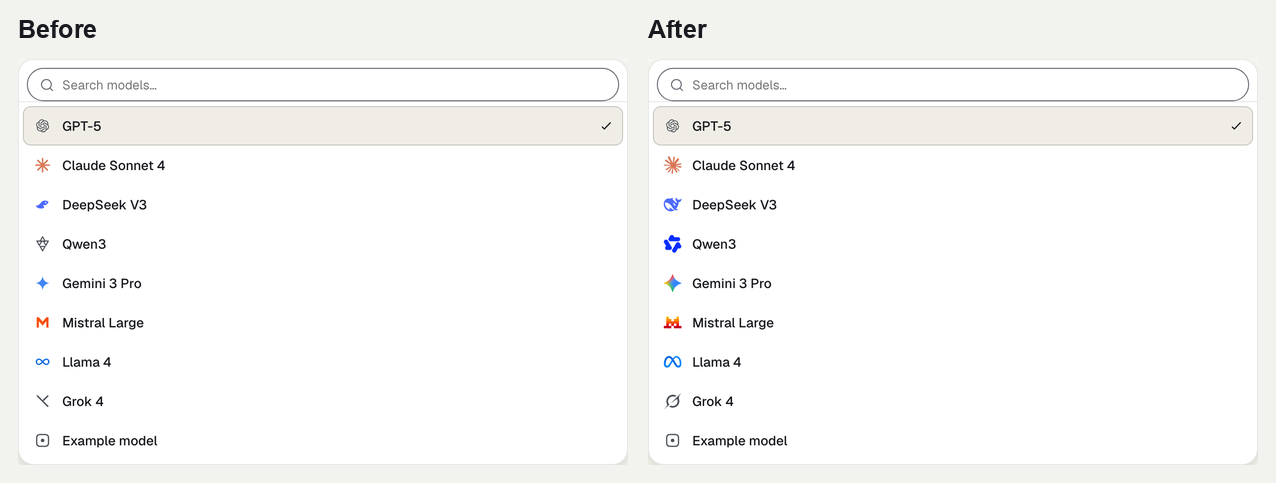 Before
Search models...
GPT-5
Claude Sonnet 4
DeepSeek V3
Qwen3
Gemini 3 Pro
Mistral Large
Llama 4
Grok 4
Example model
After
Search models...
GPT-5
Claude Sonnet 4
DeepSeek V3
Qwen3
Gemini 3 Pro
Mistral Large
Llama 4
Grok 4
Example model